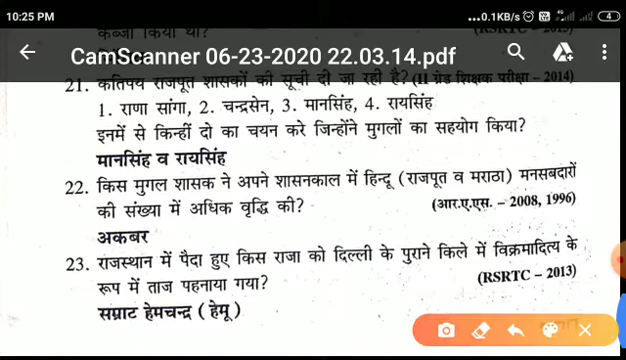 10:25 PM
...0.1KB/s
4
कब्जा किया था?
CamScanner 06-23-2020 22.03.14.pdf
21. कतिपय राजपूत शासकों की सूची दी जा रही है? (II ग्रेड शिक्षक परीक्षा – 2014)
1. राणा सांगा, 2. चन्द्रसेन, 3. मानसिंह, 4. रायसिंह
इनमें से किन्हीं दो का चयन करे जिन्होंने मुगलों का सहयोग किया?
मानसिंह व रायसिंह
22. किस मुगल शासक ने अपने शासनकाल में हिन्दू (राजपूत व मराठा) मनसबदारों
की संख्या में अधिक वृद्धि की? (आर.ए.एस. – 2008, 1996)
अकबर
23. राजस्थान में पैदा हुए किस राजा को दिल्ली के पुराने किले में विक्रमादित्य के
रूप में ताज पहनाया गया? (RSRTC – 2013)
सम्राट हेमचन्द्र ( हेमू )